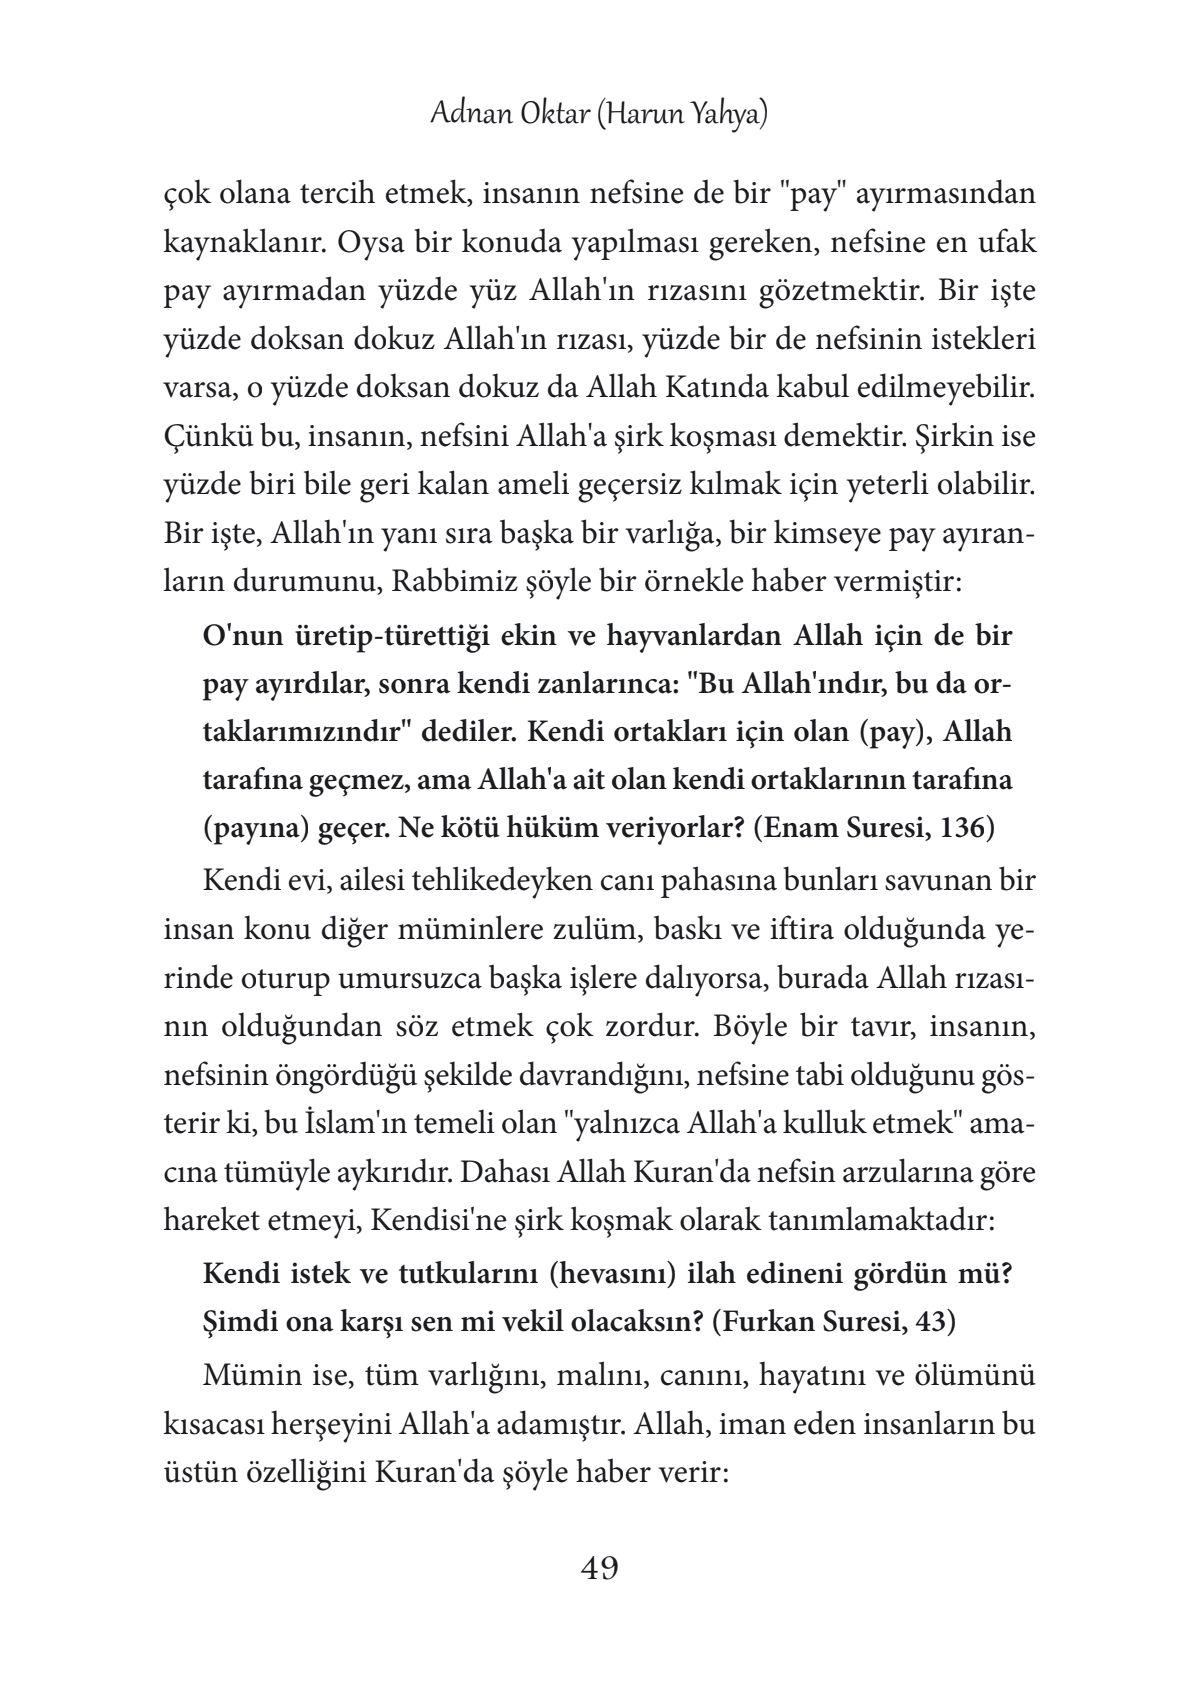 Adnan Oktar (Harun Yahya)
çok olana tercih etmek, insanın nefsine de bir "pay" ayırmasından
kaynaklanır. Oysa bir konuda yapılması gereken, nefsine en ufak
pay ayırmadan yüzde yüz Allah'ın rızasını gözetmektir. Bir işte
yüzde doksan dokuz Allah'ın rızası, yüzde bir de nefsinin istekleri
varsa, o yüzde doksan dokuz da Allah Katında kabul edilmeyebilir.
Çünkü bu, insanın, nefsini Allah'a şirk koşması demektir. Şirkin ise
yüzde biri bile geri kalan ameli geçersiz kılmak için yeterli olabilir.
Bir işte, Allah'ın yanı sıra başka bir varlığa, bir kimseye pay ayıran-
ların durumunu, Rabbimiz şöyle bir örnekle haber vermiştir:
O'nun üretip-türettiği ekin ve hayvanlardan Allah için de bir
pay ayırdılar, sonra kendi zanlarınca: "Bu Allah'ındır, bu da or-
taklarımızındır" dediler. Kendi ortakları için olan (pay), Allah
tarafına geçmez, ama Allah'a ait olan kendi ortaklarının tarafına
(payına) geçer. Ne kötü hüküm veriyorlar? (Enam Suresi, 136)
Kendi evi, ailesi tehlikedeyken canı pahasına bunları savunan bir
insan konu diğer müminlere zulüm, baskı ve iftira olduğunda ye-
rinde oturup umursuzca başka işlere dalıyorsa, burada Allah rızası-
nın olduğundan söz etmek çok zordur. Böyle bir tavır, insanın,
nefsinin öngördüğü şekilde davrandığını, nefsine tabi olduğunu gös-
terir ki, bu İslam'ın temeli olan "yalnızca Allah'a kulluk etmek" ama-
cına tümüyle aykırıdır. Dahası Allah Kuran'da nefsin arzularına göre
hareket etmeyi, Kendisi'ne şirk koşmak olarak tanımlamaktadır:
Kendi istek ve tutkularını (hevasını) ilah edineni gördün mü?
Şimdi ona karşı sen mi vekil olacaksın? (Furkan Suresi, 43)
Mümin ise, tüm varlığını, malını, canını, hayatını ve ölümünü
kısacası herşeyini Allah'a adamıştır. Allah, iman eden insanların bu
üstün özelliğini Kuran'da şöyle haber verir:
49